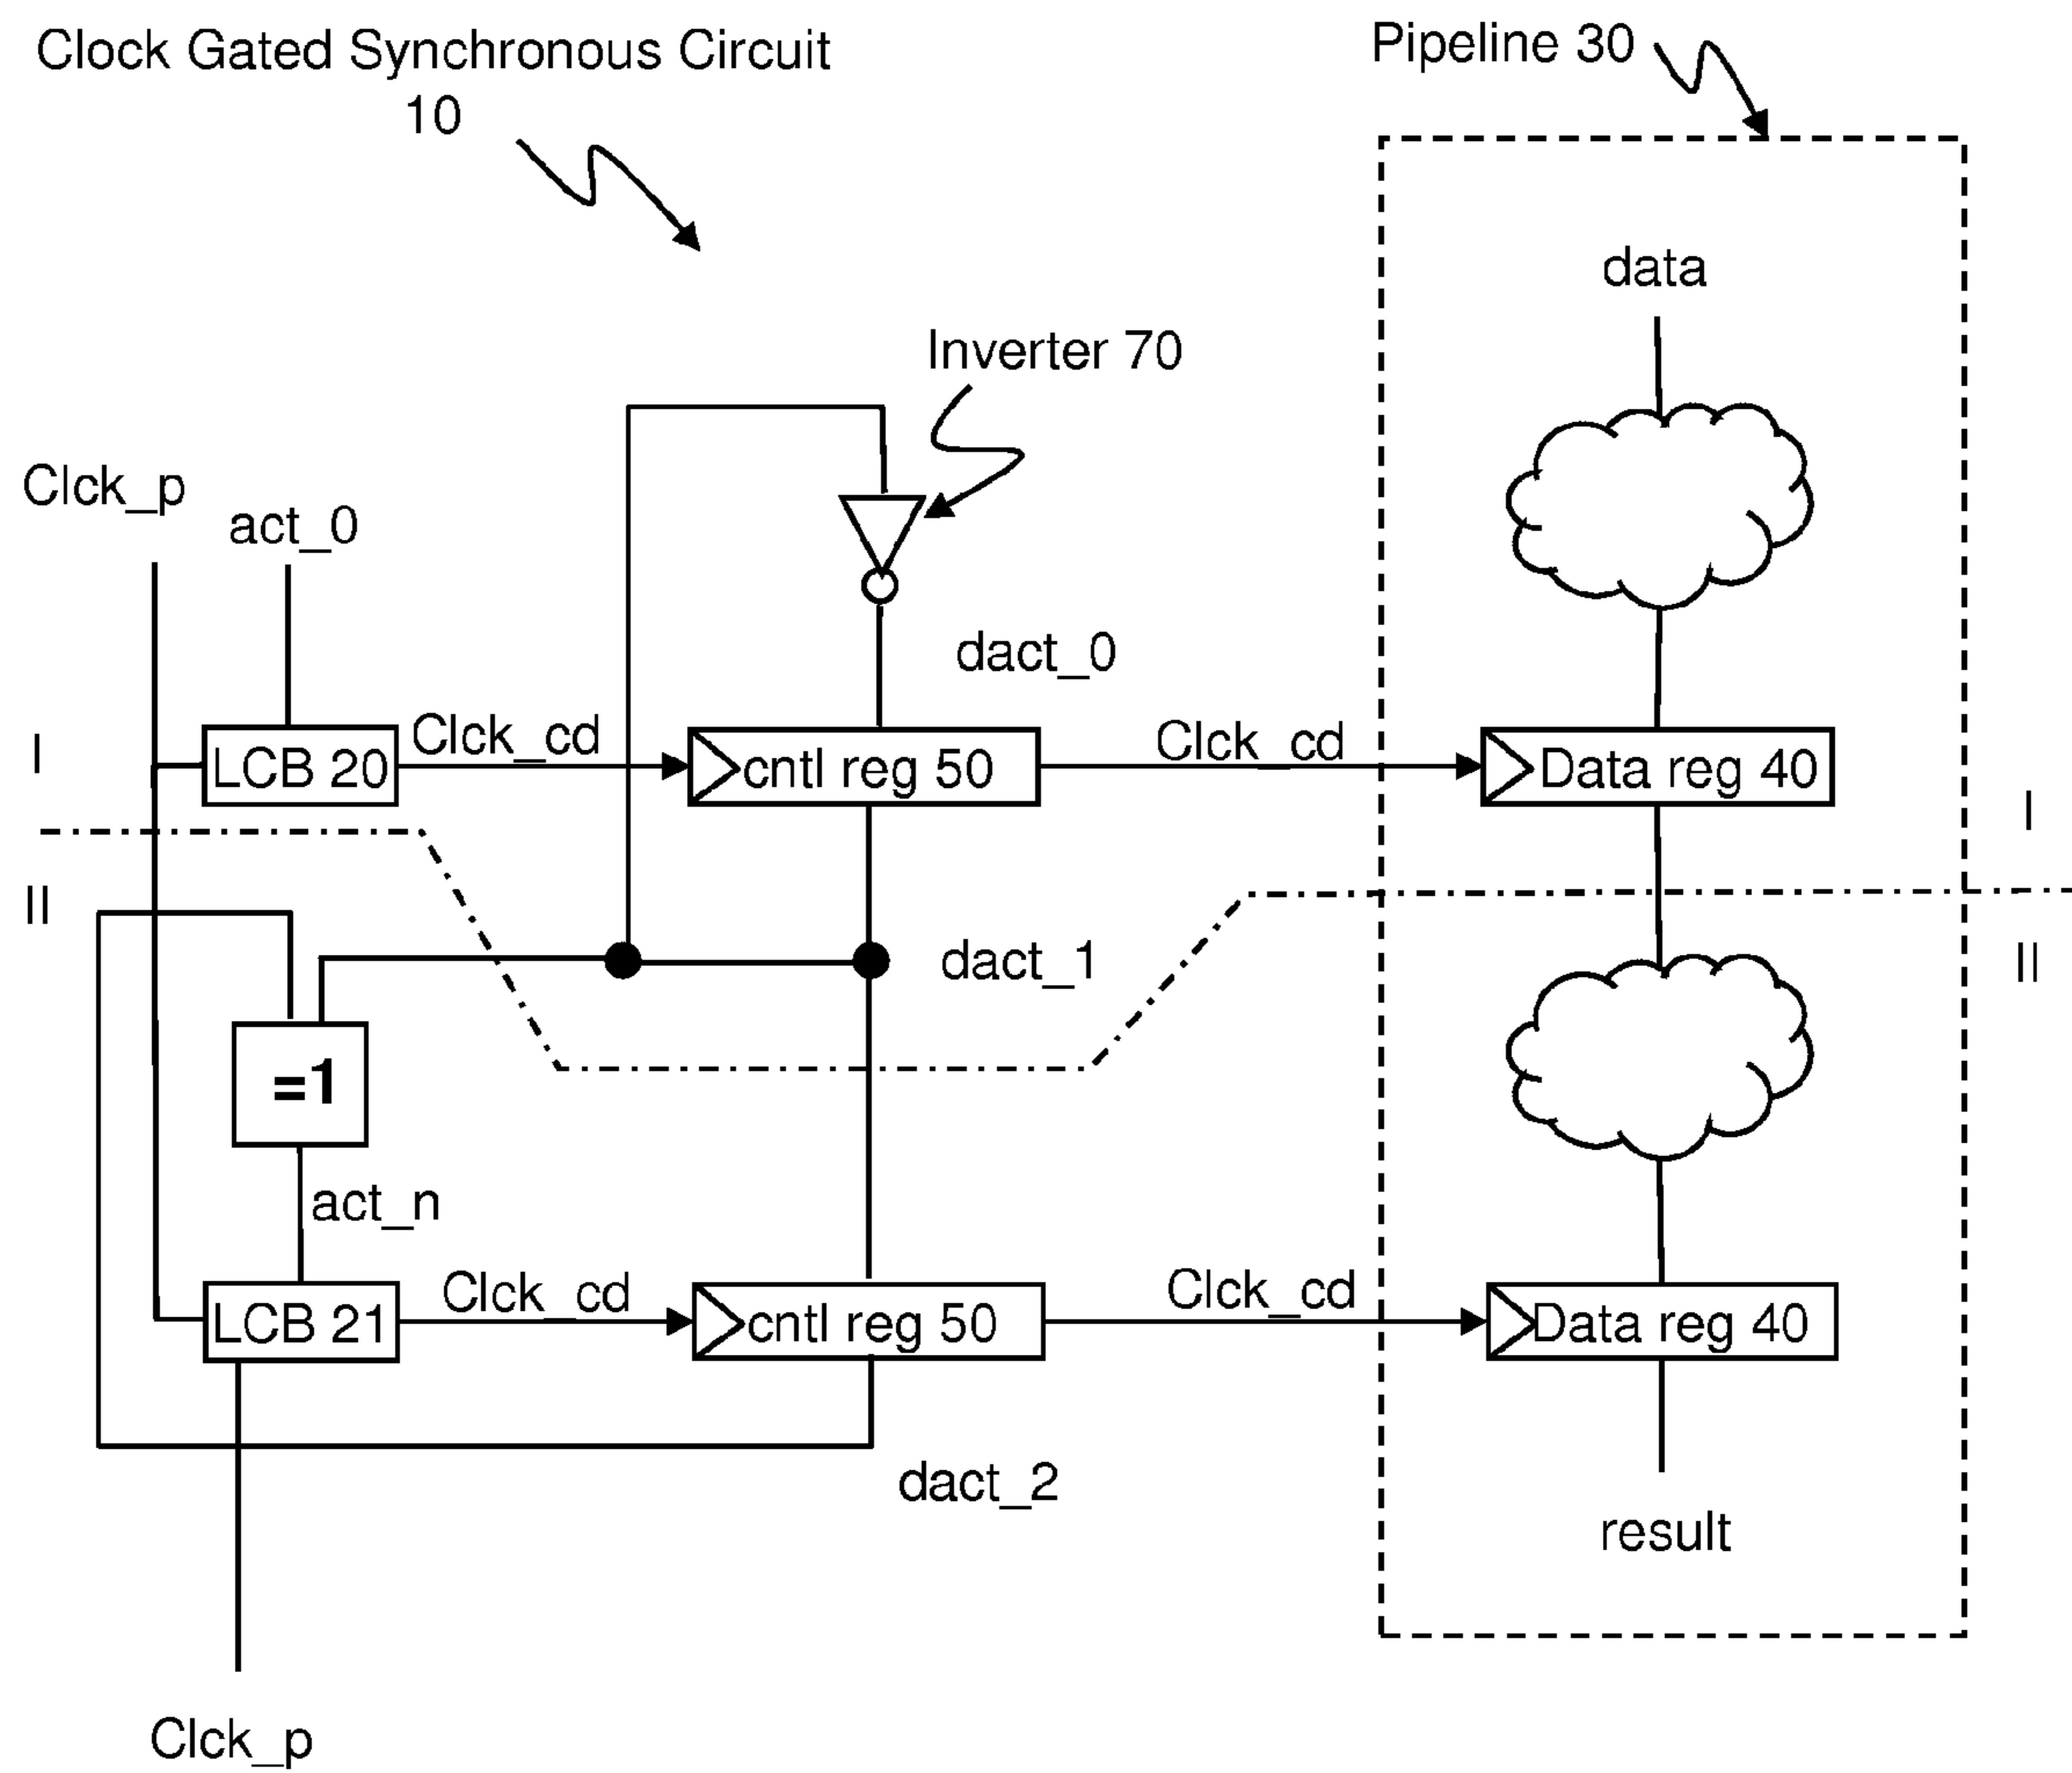 Clock Gated Synchronous Circuit
10
Pipeline 30
data
Inverter 70
Clck_p
act_0
dact_0
I
LCB 20
Clck_cd
cntl reg 50
Clck_cd
Data reg 40
I
II
dact_1
II
=1
act_n
LCB 21
Clck_cd
cntl reg 50
Clck_cd
Data reg 40
dact_2
result
Clck_p